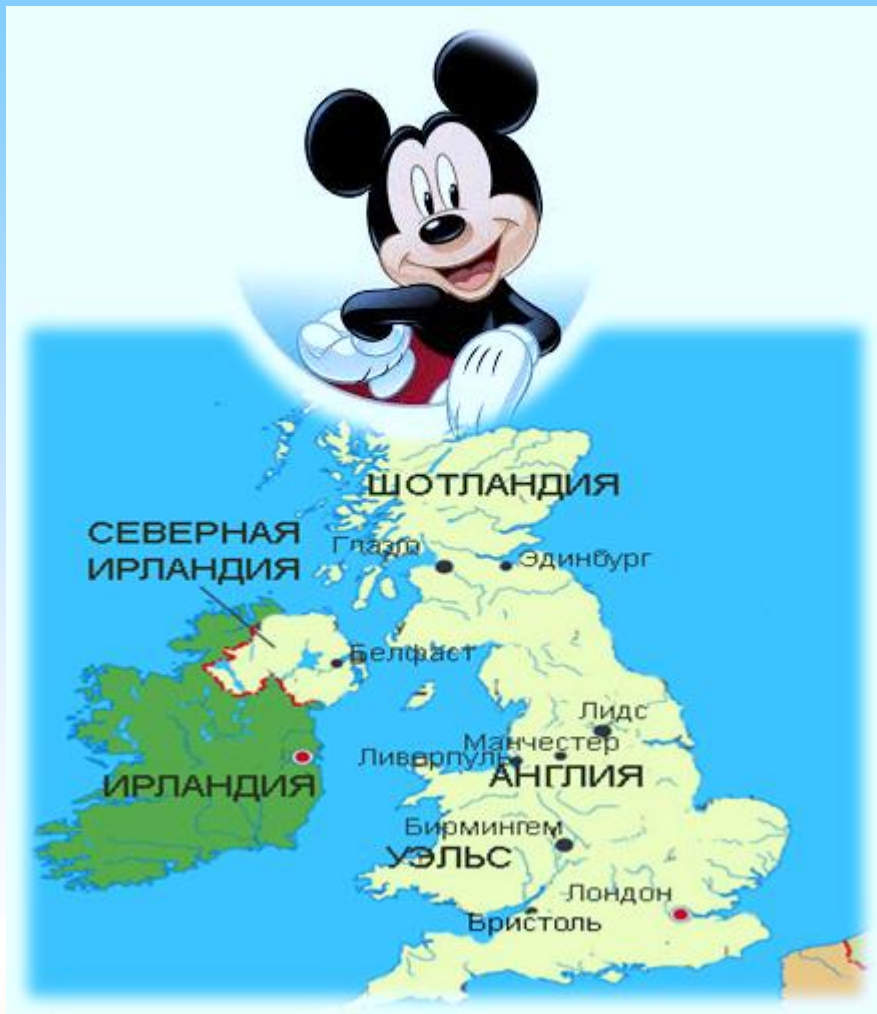 ШОТЛАНДИЯ
СЕВЕРНАЯ
ИРЛАНДИЯ
Глазго
Эдинбург
Белфаст
Лидс
Манчестер
Ливерпуль
АНГЛИЯ
ИРЛАНДИЯ
Бирмингем
УЭЛЬС
Лондон
Бристоль